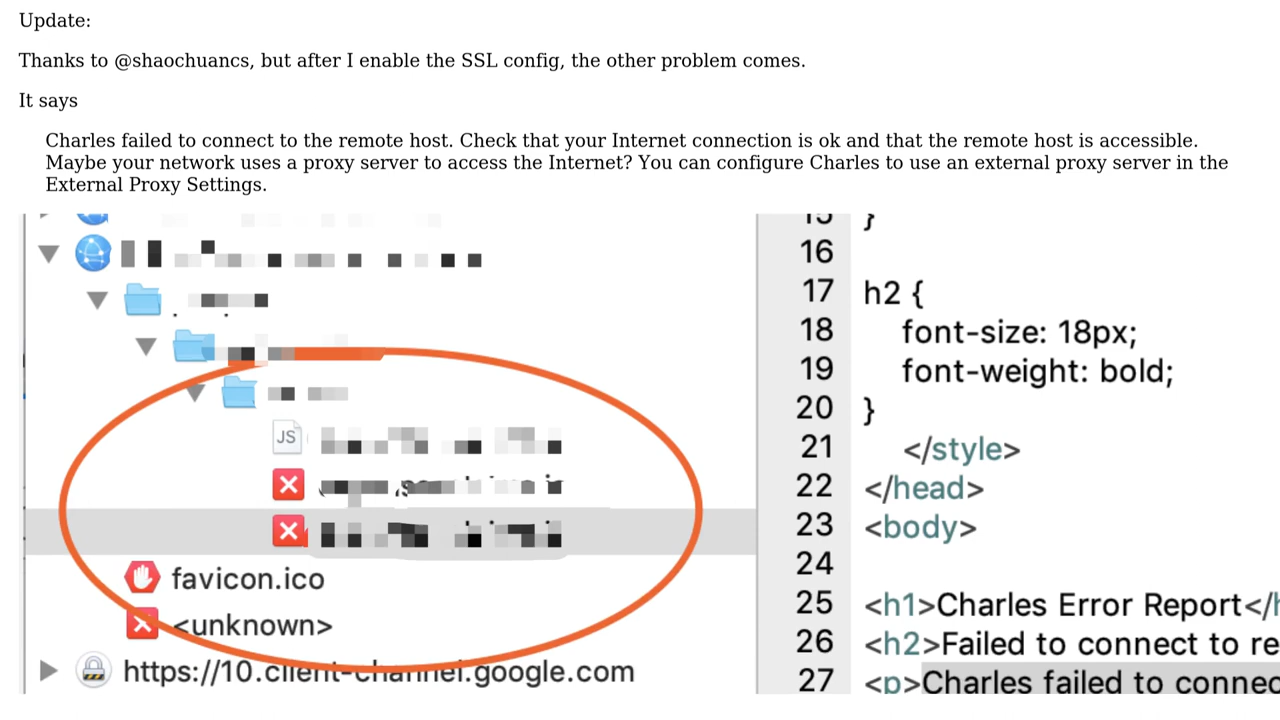 Update:
Thanks to @shaochuancs, but after I enable the SSL config, the other problem comes.
It says
Charles failed to connect to the remote host. Check that your Internet connection is ok and that the remote host is accessible.
Maybe your network uses a proxy server to access the Internet? You can configure Charles to use an external proxy server in the
External Proxy Settings.
JS
favicon.ico
<unknown>
https://10.client-channel.google.com
15 }
16
17 h2 {
18 font-size: 18px;
19 font-weight: bold;
20 }
21 </style>
22 </head>
23 <body>
24
25 <h1>Charles Error Report</h
26 <h2>Failed to connect to re
27 <p>Charles failed to connec